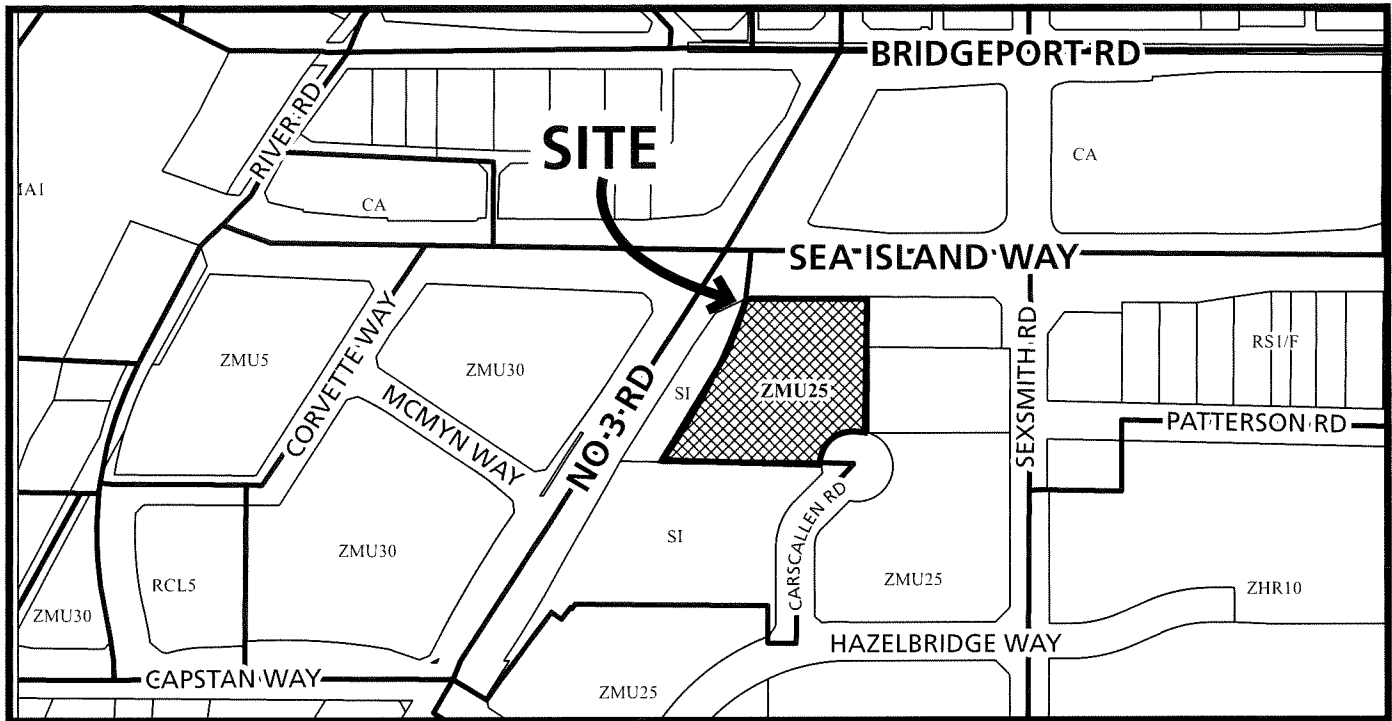 BRIDGEPORT RD
RIVER RD
SITE
CA
CA
SEA ISLAND WAY
ZMU5
CORVETTE WAY
ZMU30
MCMYN WAY
NO 3 RD
SI
ZMU25
SEXSMITH RD
RS1/F
PATTERSON RD
ZMU30
RCL5
ZMU30
SI
CARSCALLEN RD
ZMU25
ZHR10
HAZELBRIDGE WAY
CAPSTAN WAY
ZMU25